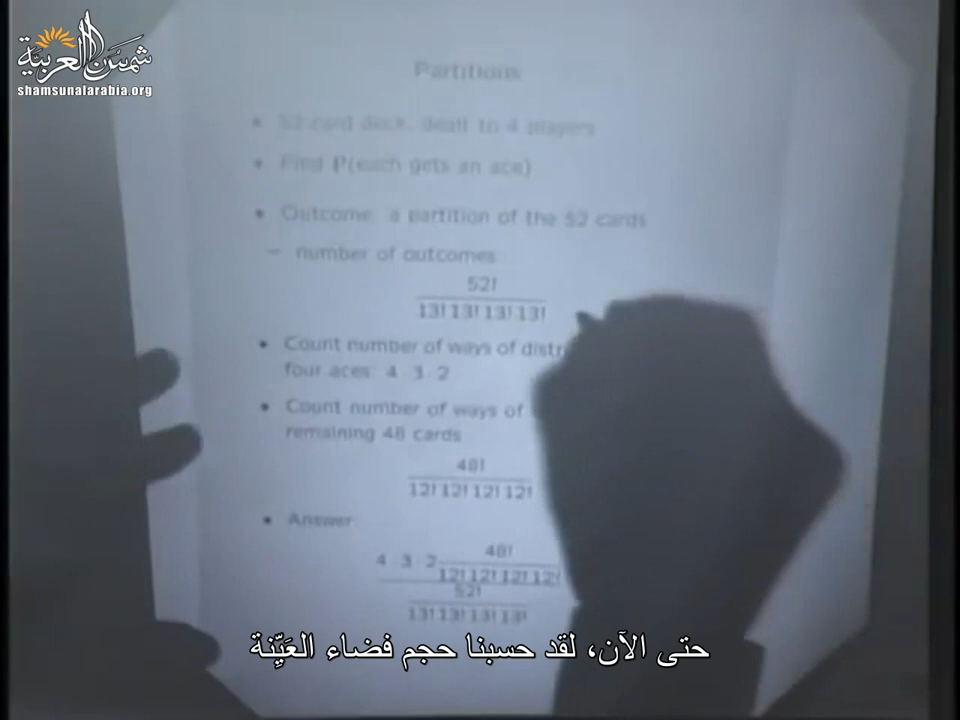 شمس العربية
shamsunalarabia.org
Partitions
• 52-card deck, dealt to 4 players
• Find P(each gets an ace)
• Outcome: a partition of the 52 cards
– number of outcomes:
52!
13! 13! 13! 13!
• Count number of ways of distr
four aces: 4 · 3 · 2
• Count number of ways of
remaining 48 cards
48!
12! 12! 12! 12!
• Answer:
4 · 3 · 2 48!
12! 12! 12! 12!
52!
13! 13! 13! 13!
حتى الآن، لقد حسبنا حجم فضاء العَيِّنة